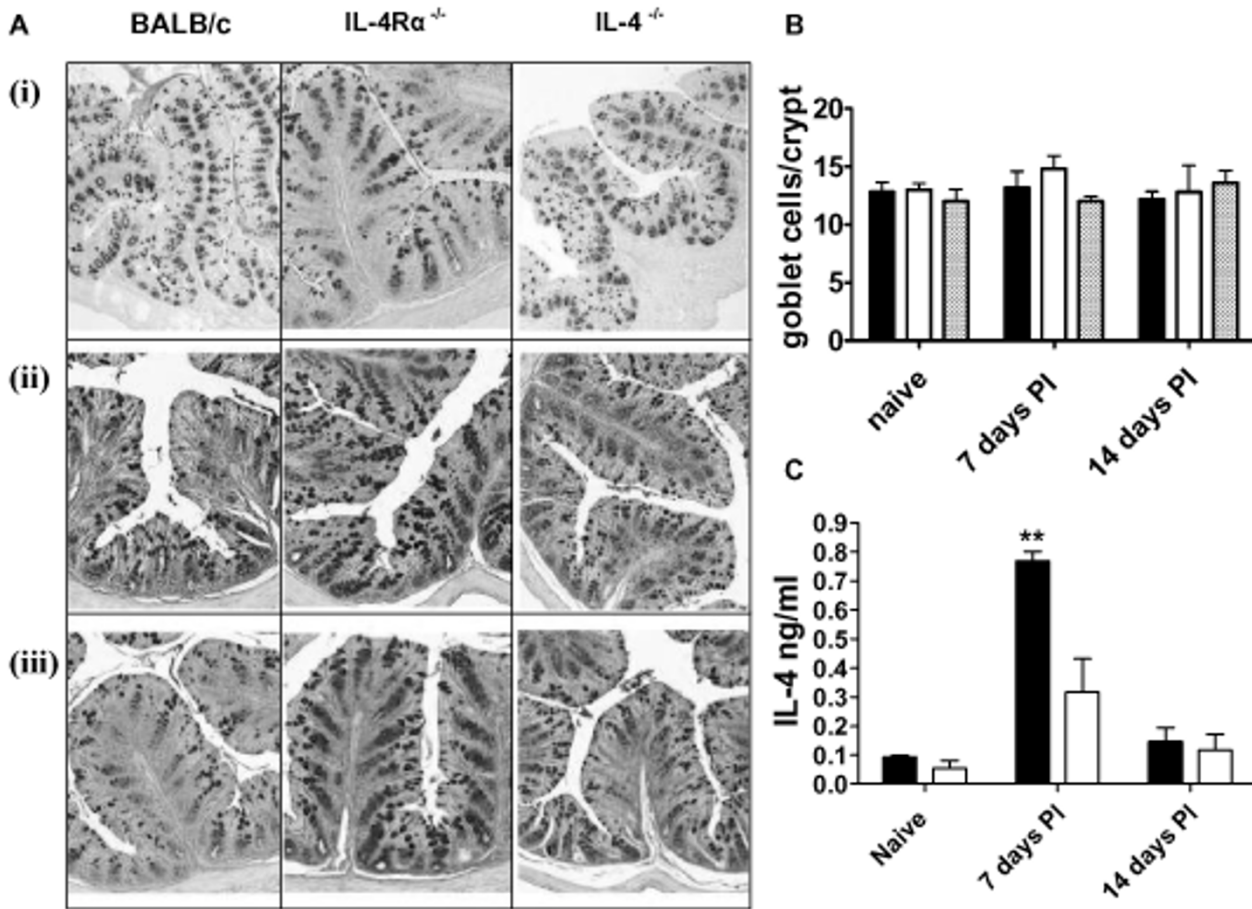 A
BALB/c
IL-4Rα -/-
IL-4 -/-
(i)
(ii)
(iii)
B
goblet cells/crypt
20
15
10
5
0
naive
7 days PI
14 days PI
C
IL-4 ng/ml
0.9
0.8
0.7
0.6
0.5
0.4
0.3
0.2
0.1
0.0
**
Naive
7 days PI
14 days PI